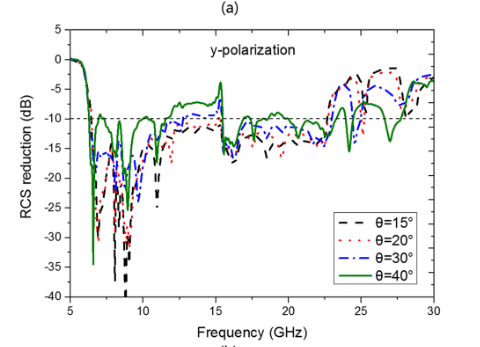 (a)
y-polarization
RCS reduction (dB)
5
0
-5
-10
-15
-20
-25
-30
-35
-40
5 10 15 20 25 30
Frequency (GHz)
θ=15°
θ=20°
θ=30°
θ=40°